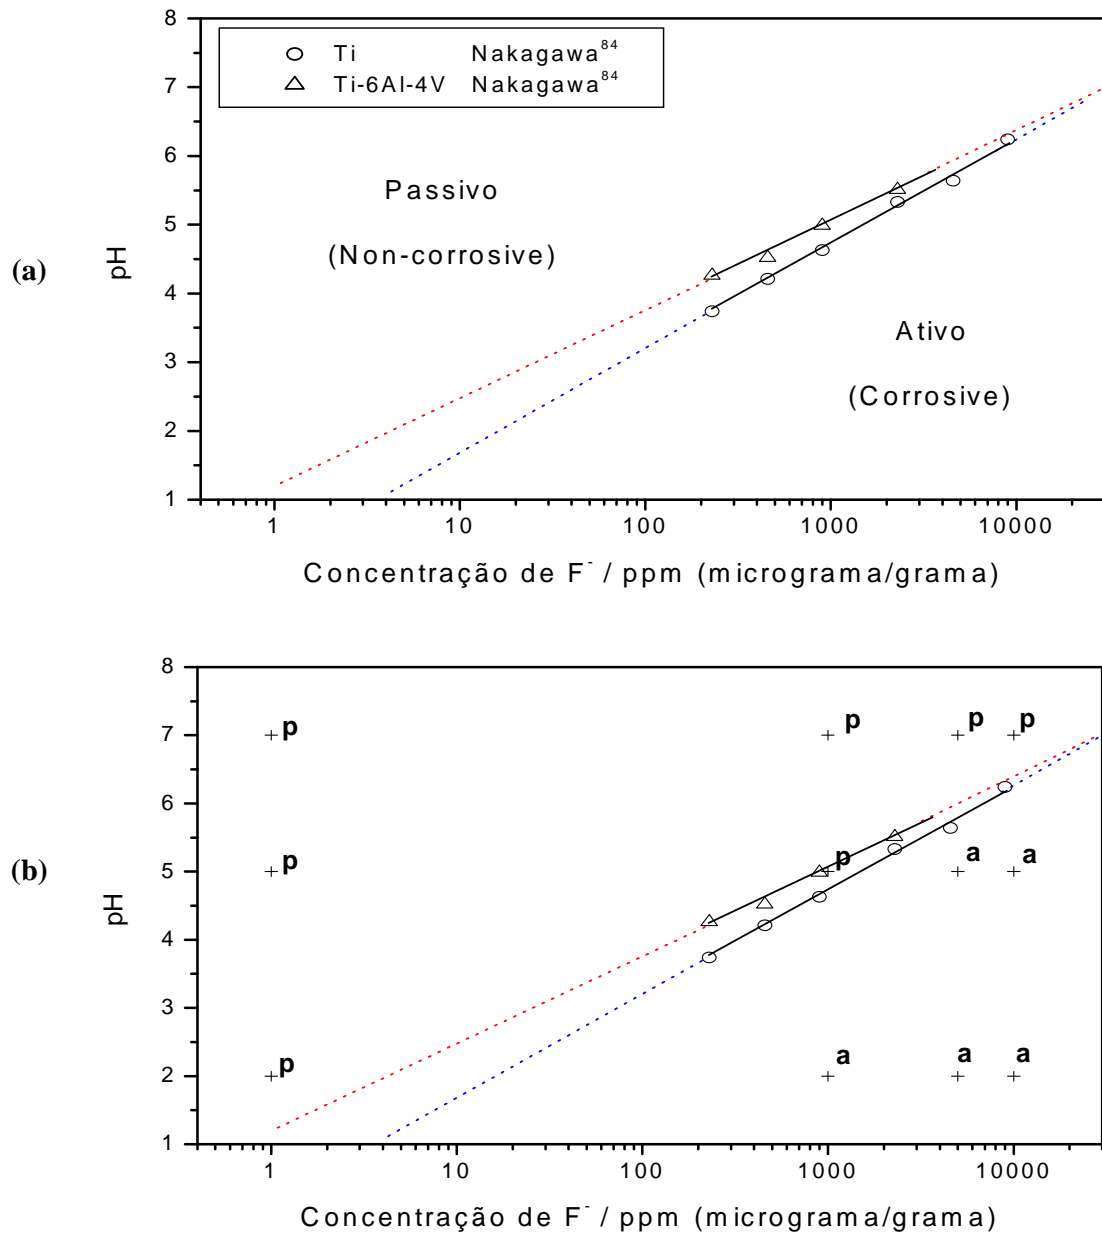 (a)
Ti Nakagawa⁸⁴
Ti-6Al-4V Nakagawa⁸⁴
Passivo
(Non-corrosive)
Ativo
(Corrosive)
pH
8
7
6
5
4
3
2
1
1 10 100 1000 10000
Concentração de F⁻ / ppm (micrograma/grama)
(b)
pH
8
7
6
5
4
3
2
1
p p p p
p p a a
p a a a
1 10 100 1000 10000
Concentração de F⁻ / ppm (micrograma/grama)